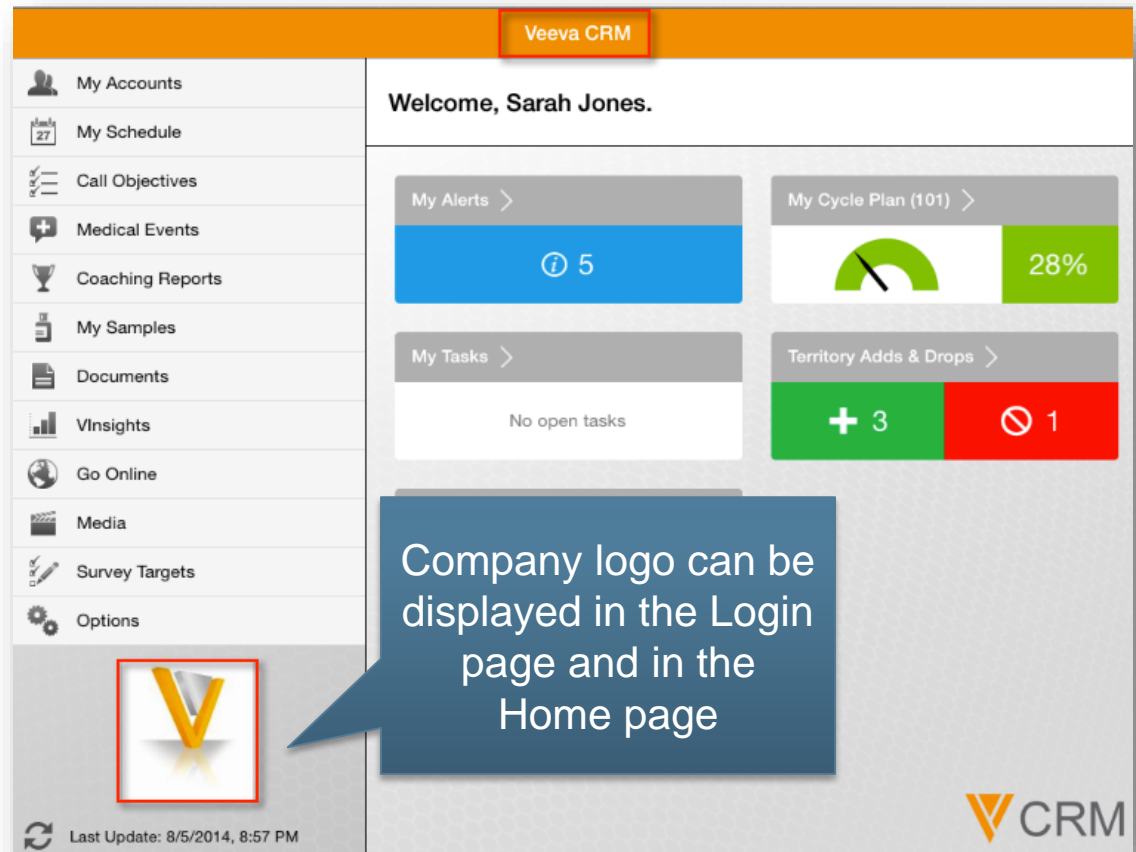 Veeva CRM
My Accounts
27
My Schedule
Call Objectives
Medical Events
Coaching Reports
My Samples
Documents
VInsights
Go Online
Media
Survey Targets
Options
Last Update: 8/5/2014, 8:57 PM
Welcome, Sarah Jones.
My Alerts
5
My Cycle Plan (101)
28%
My Tasks
No open tasks
Territory Adds & Drops
3
1
Company logo can be
displayed in the Login
page and in the
Home page
CRM